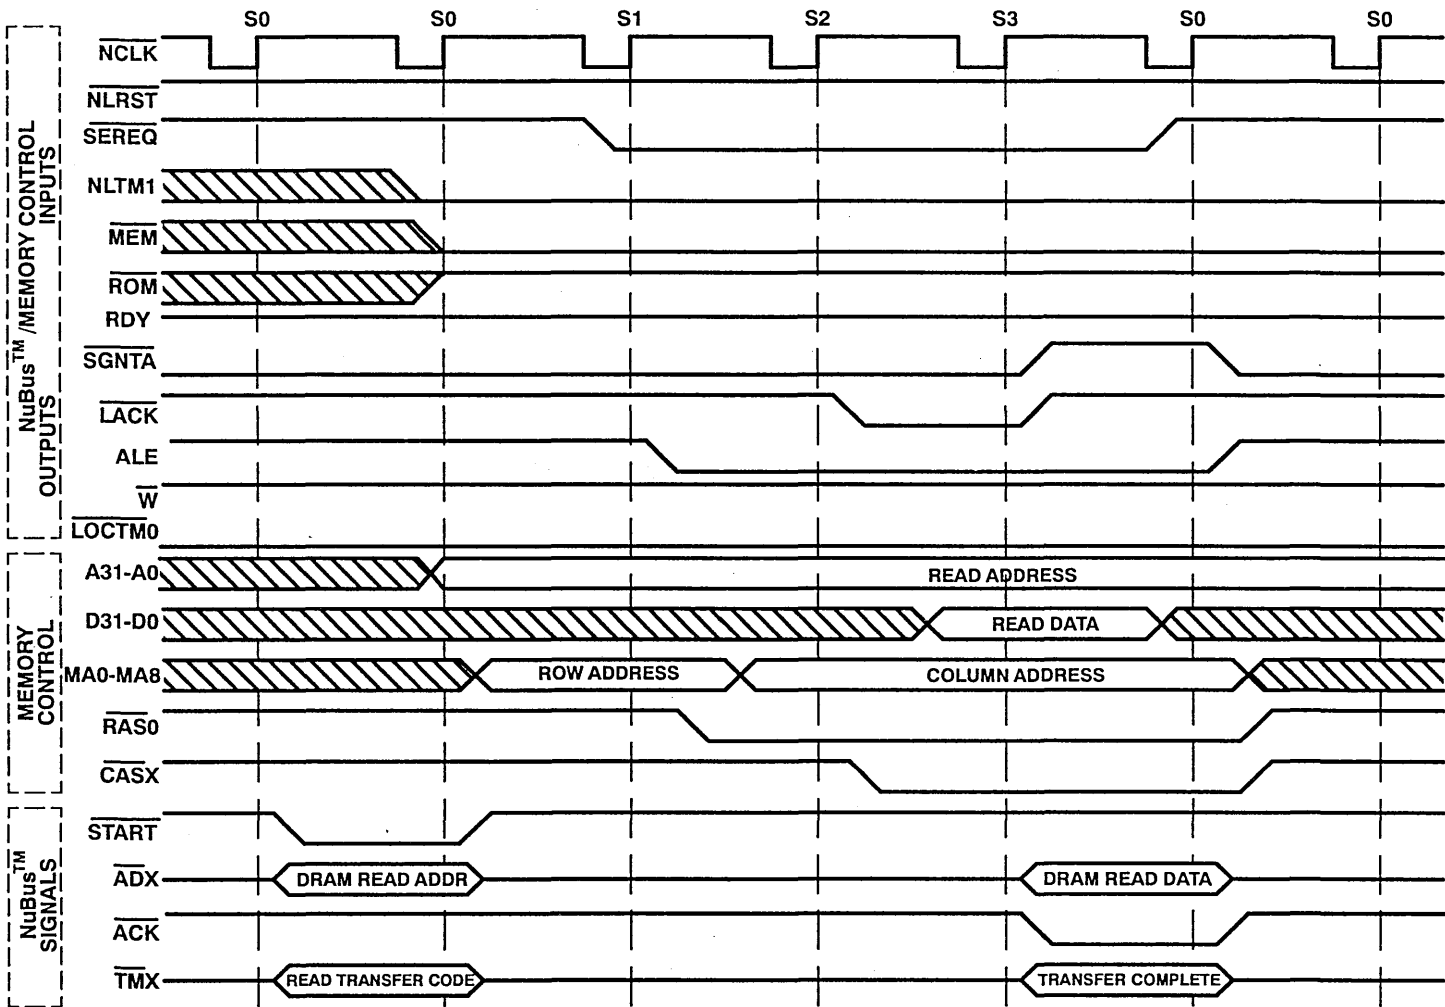 S0 S0 S1 S2 S3 S0 S0
NuBus™ /MEMORY CONTROL
INPUTS
OUTPUTS
NCLK
NLRST
SEREQ
NLTM1
MEM
ROM
RDY
SGNTA
LACK
ALE
W
LOCTM0
MEMORY
CONTROL
A31-A0 READ ADDRESS
D31-D0 READ DATA
MA0-MA8 ROW ADDRESS COLUMN ADDRESS
RAS0
CASX
NuBus™
SIGNALS
START
ADX DRAM READ ADDR DRAM READ DATA
ACK
TMX READ TRANSFER CODE TRANSFER COMPLETE